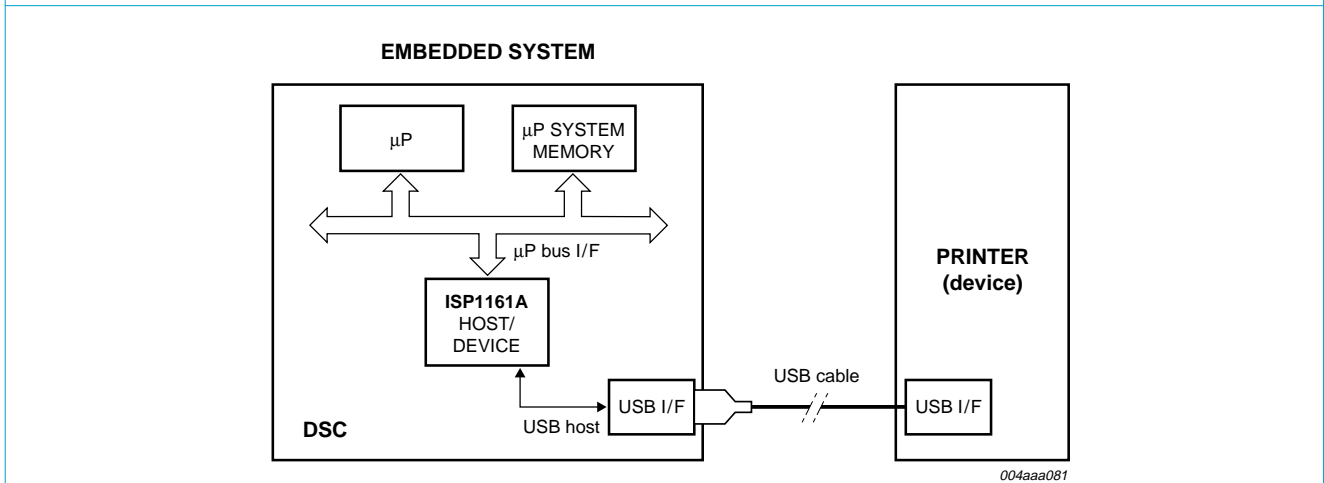 EMBEDDED SYSTEM
μP
μP SYSTEM
MEMORY
μP bus I/F
ISP1161A
HOST/
DEVICE
USB host
USB I/F
DSC
USB cable
PRINTER
(device)
USB I/F
004aaa081